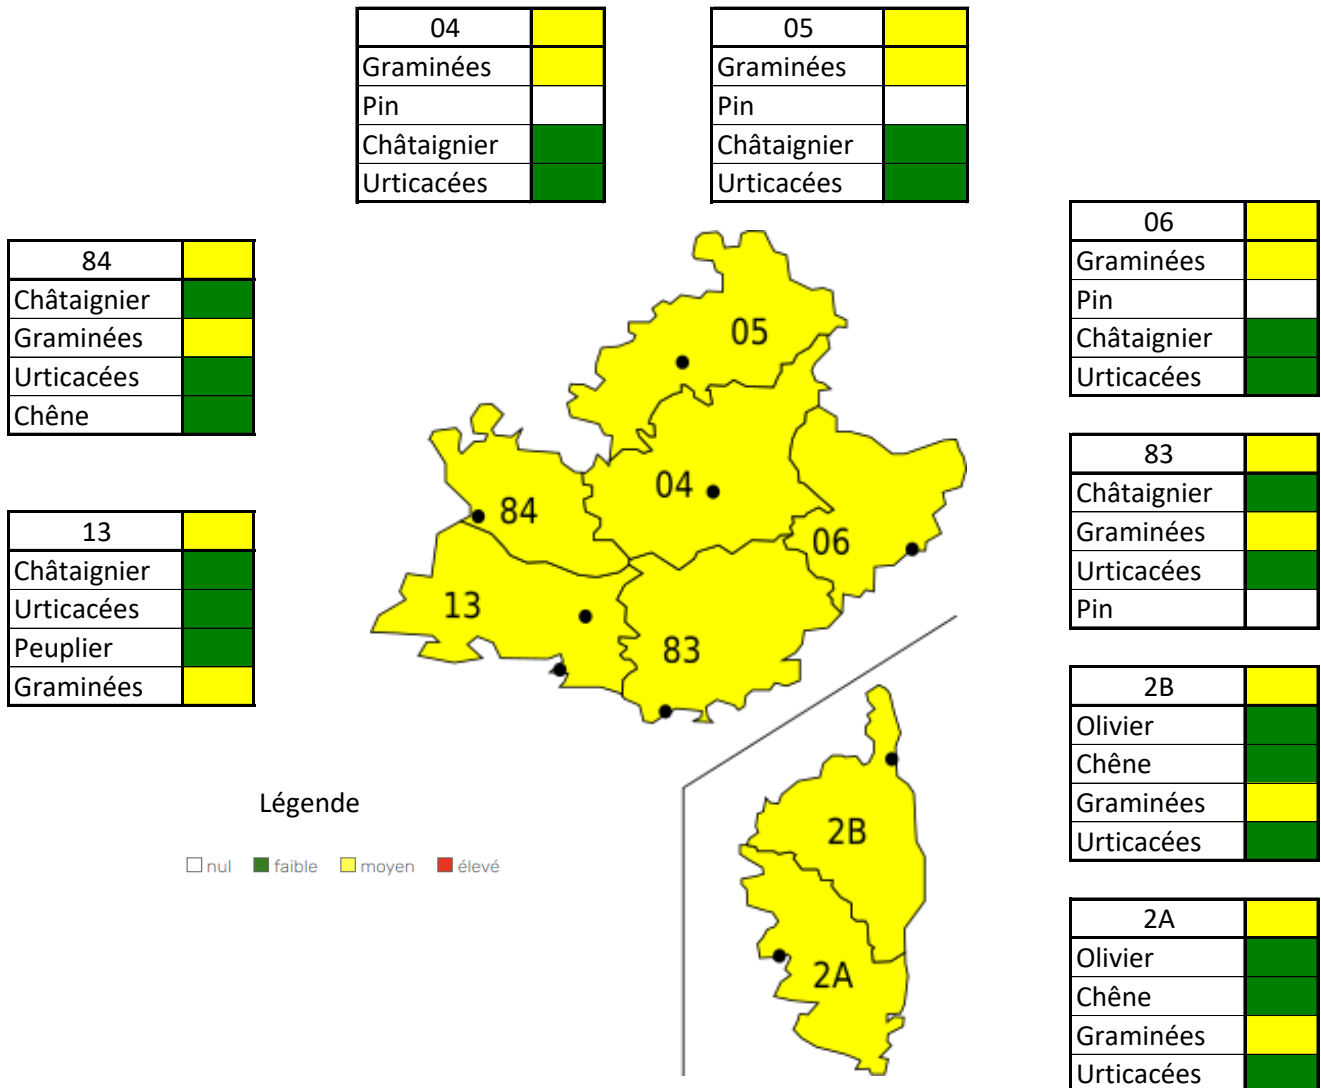 04
Graminées
Pin
Châtaignier
Urticacées
05
Graminées
Pin
Châtaignier
Urticacées
84
Châtaignier
Graminées
Urticacées
Chêne
06
Graminées
Pin
Châtaignier
Urticacées
13
Châtaignier
Urticacées
Peuplier
Graminées
83
Châtaignier
Graminées
Urticacées
Pin
2B
Olivier
Chêne
Graminées
Urticacées
2A
Olivier
Chêne
Graminées
Urticacées
05
04
84
06
13
83
2B
2A
Légende
nul faible moyen élevé